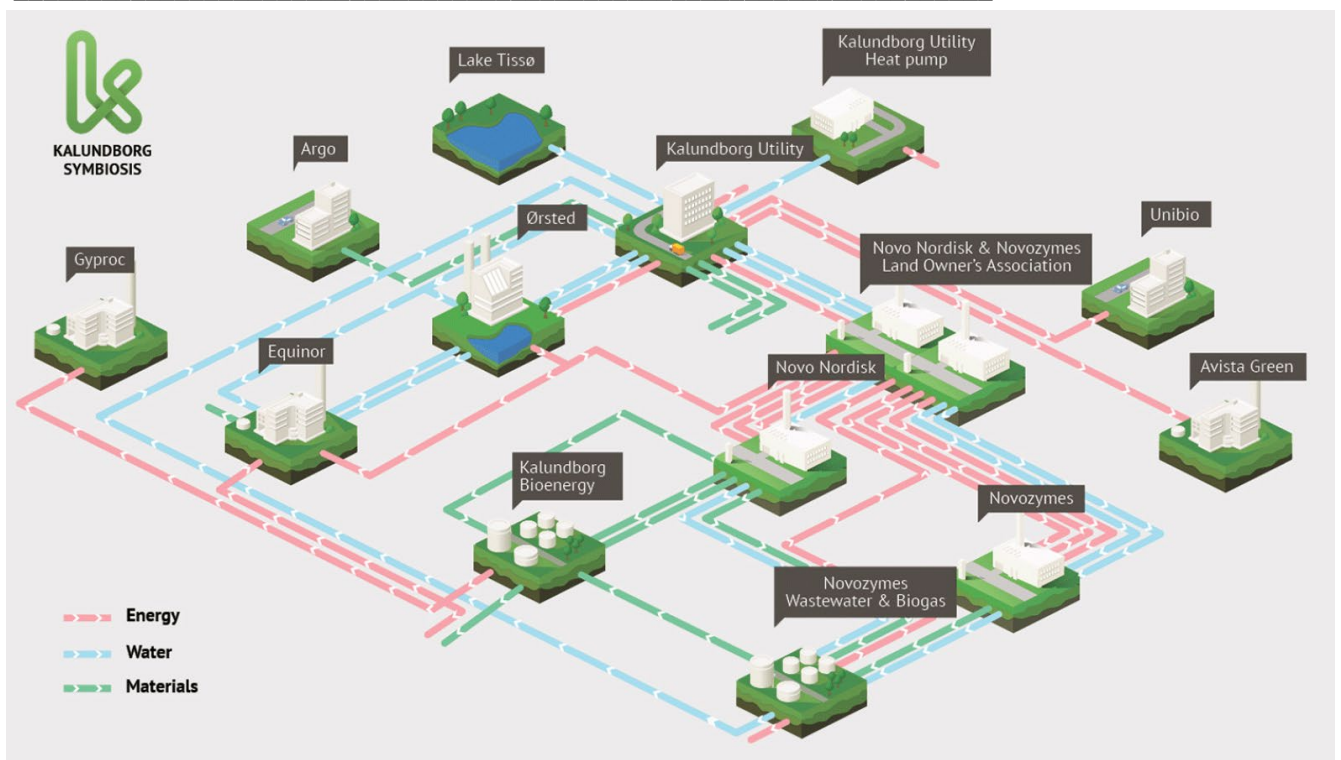 KALUNDBORG
SYMBIOSIS
Lake Tissø
Kalundborg Utility
Heat pump
Argo
Kalundborg Utility
Ørsted
Unibio
Gyproc
Novo Nordisk & Novozymes
Land Owner's Association
Equinor
Novo Nordisk
Avista Green
Kalundborg
Bioenergy
Novozymes
Novozymes
Wastewater & Biogas
Energy
Water
Materials